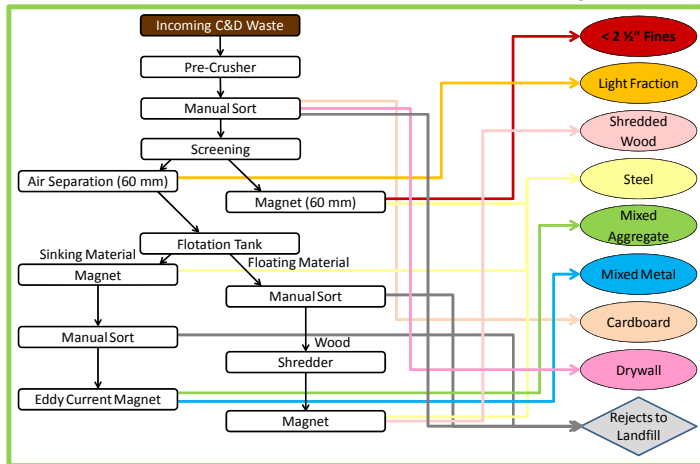 Incoming C&D Waste
< 2 ½” Fines
Pre-Crusher
Light Fraction
Manual Sort
Shredded
Wood
Screening
Air Separation (60 mm)
Steel
Magnet (60 mm)
Mixed
Aggregate
Flotation Tank
Sinking Material
Floating Material
Magnet
Mixed Metal
Manual Sort
Cardboard
Manual Sort
Wood
Shredder
Drywall
Eddy Current Magnet
Magnet
Rejects to
Landfill